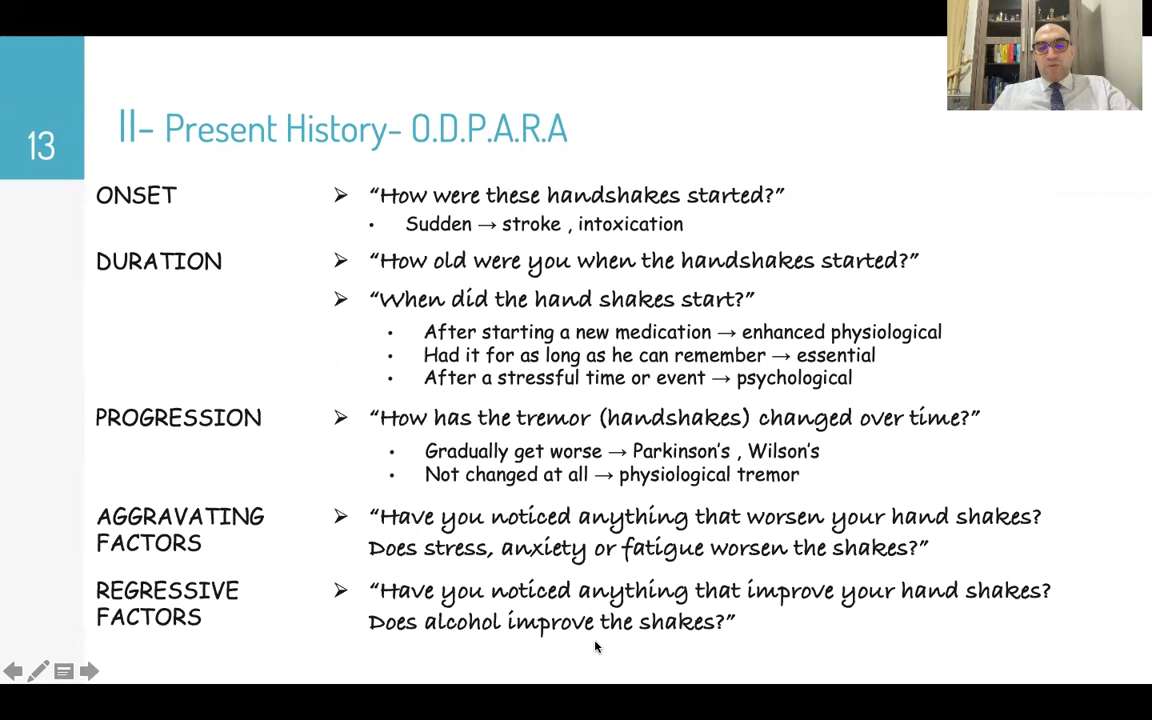 13
II- Present History- O.D.P.A.R.A
ONSET
➢ “How were these handshakes started?”
• Sudden → stroke , intoxication
DURATION
➢ “How old were you when the handshakes started?”
➢ “When did the hand shakes start?”
• After starting a new medication → enhanced physiological
• Had it for as long as he can remember → essential
• After a stressful time or event → psychological
PROGRESSION
➢ “How has the tremor (handshakes) changed over time?”
• Gradually get worse → Parkinson’s , Wilson’s
• Not changed at all → physiological tremor
AGGRAVATING
FACTORS
➢ “Have you noticed anything that worsen your hand shakes?
Does stress, anxiety or fatigue worsen the shakes?”
REGRESSIVE
FACTORS
➢ “Have you noticed anything that improve your hand shakes?
Does alcohol improve the shakes?”